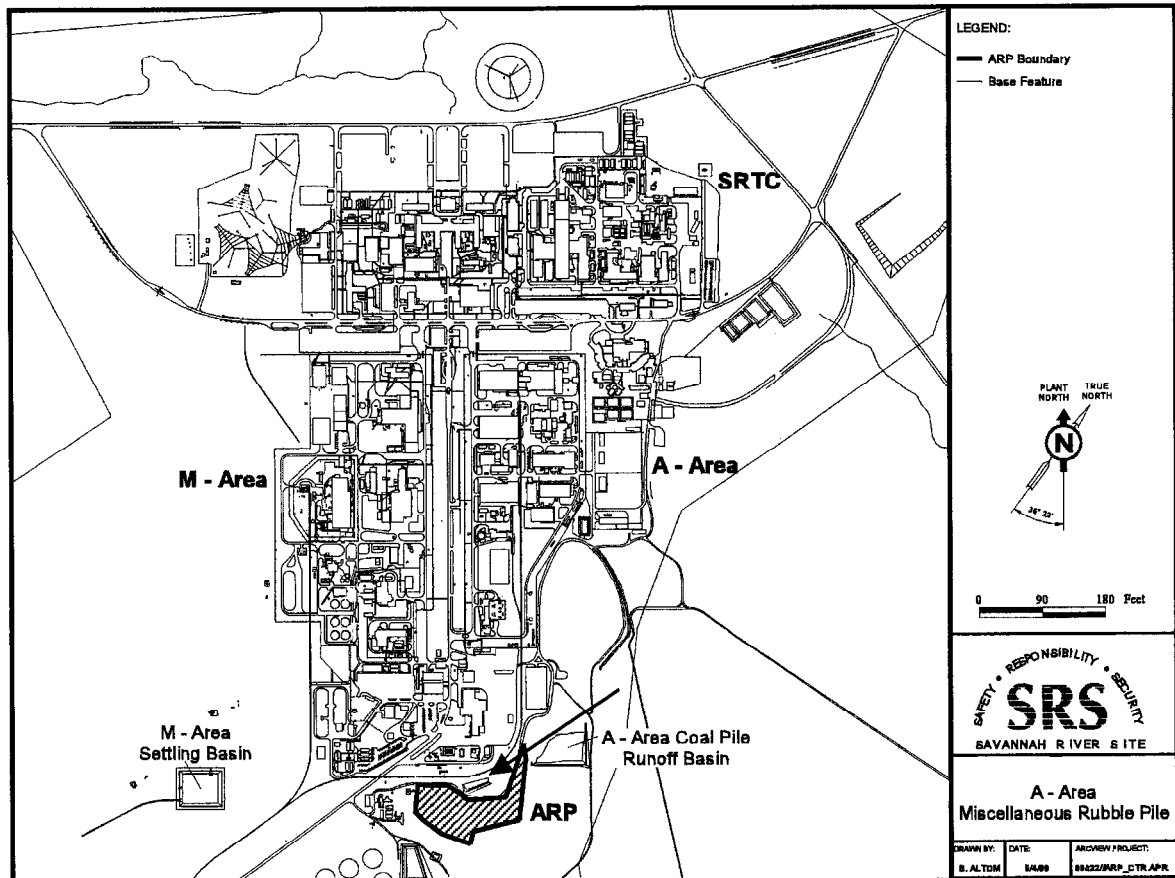 LEGEND:
ARP Boundary
Base Feature
SRTC
PLANT
NORTH
TRUE
NORTH
N
M - Area
A - Area
0 90 180 Feet
SAFETY • RESPONSIBILITY • SECURITY
SRS
SAVANNAH RIVER SITE
M - Area
Settling Basin
A - Area Coal Pile
Runoff Basin
ARP
A - Area
Miscellaneous Rubble Pile
DRAWN BY:
DATE:
ARCVIEW PROJECT:
B. ALTOM